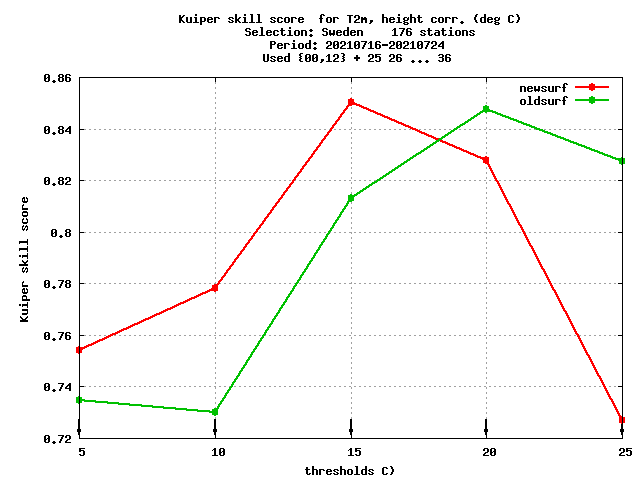 Kuiper skill score  for T2m, height corr. (deg C)
Selection: Sweden    176 stations
Period: 20210716-20210724
Used {00,12} + 25 26 ... 36
newsurf
oldsurf
0.86
0.84
0.82
0.8
0.78
0.76
0.74
0.72
Kuiper skill score
5
10
15
20
25
thresholds C)